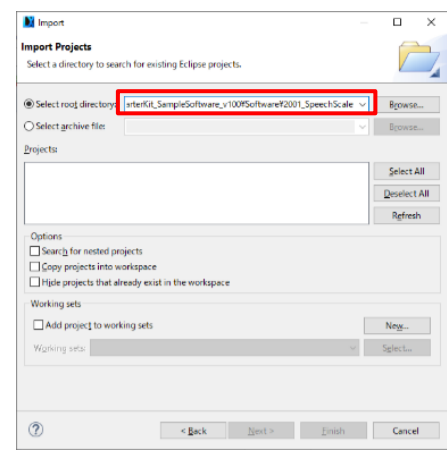 Import
Import Projects
Select a directory to search for existing Eclipse projects.
Select root directory: arterKit_SampleSoftware_v100¥Software¥2001_SpeechScale Browse...
Select archive file: Browse...
Projects:
Select All
Deselect All
Refresh
Options
Search for nested projects
Copy projects into workspace
Hide projects that already exist in the workspace
Working sets
Add project to working sets New...
Working sets: Select...
? < Back Next > Finish Cancel